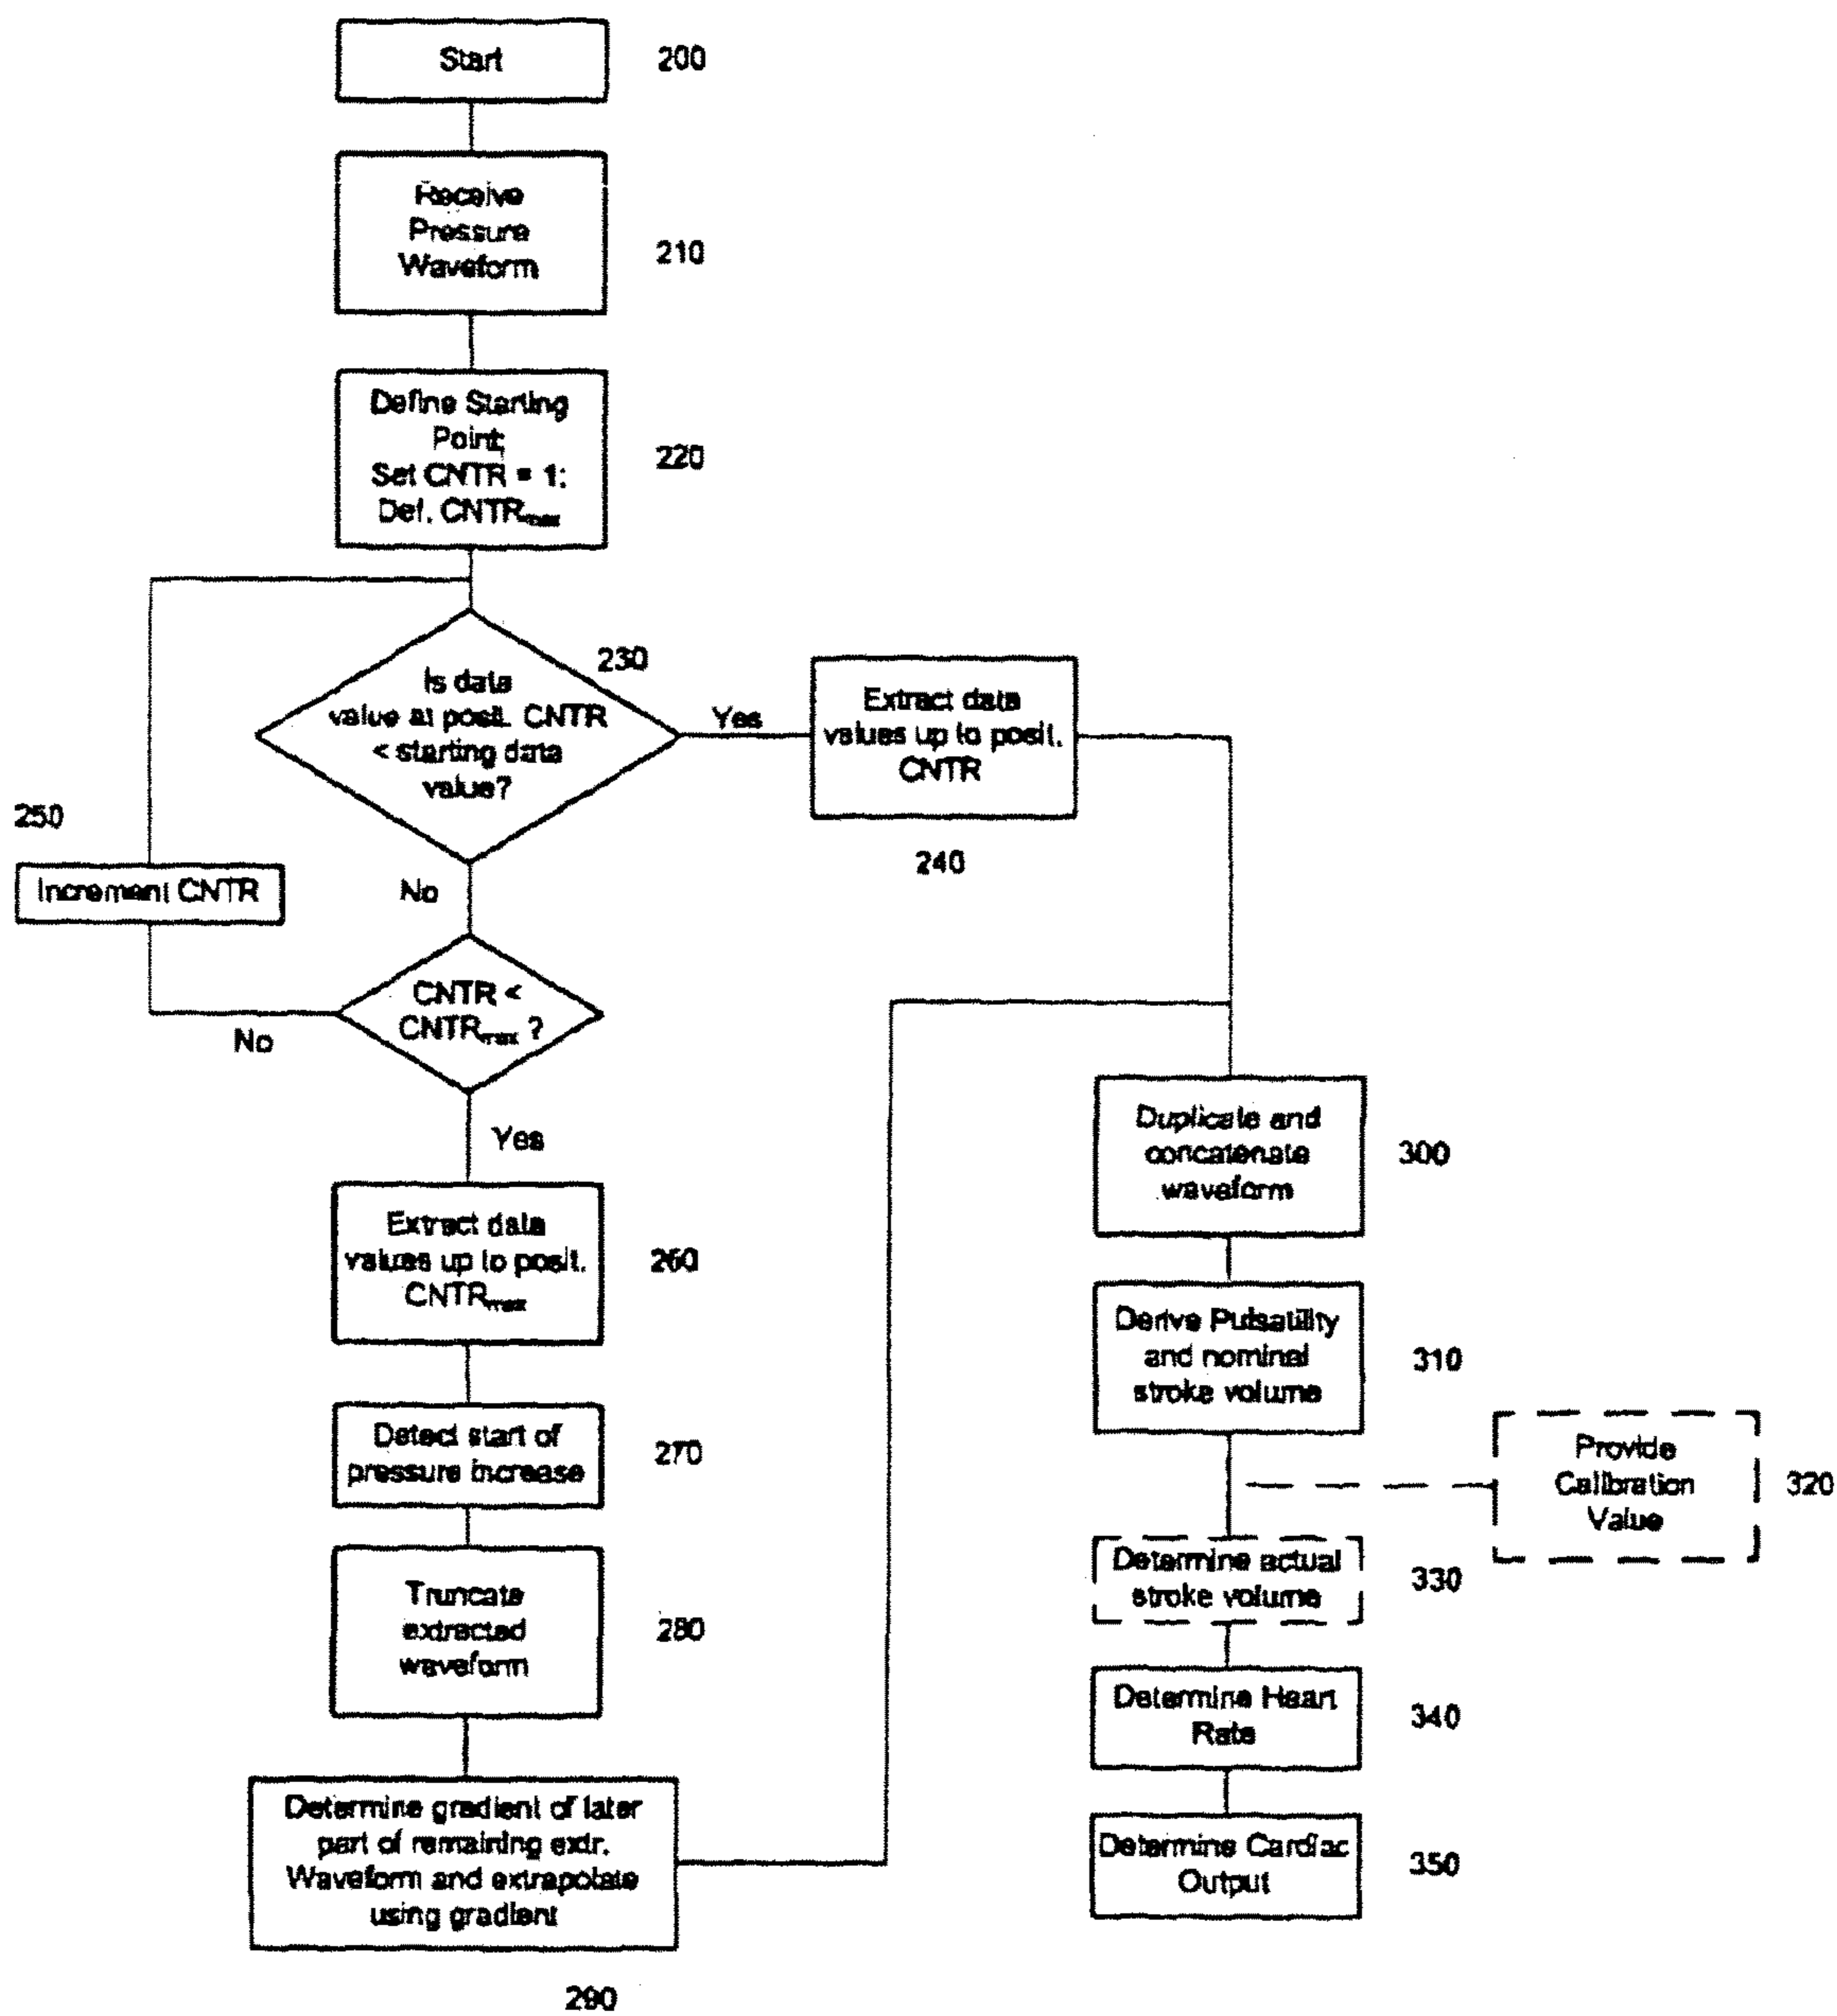 Start
200
Receive
Pressure
Waveform
210
Define Starting
Point;
Set CNTR = 1;
Def. CNTRmax
220
230
Is data
value at posit. CNTR
< starting data
value?
Yes
Extract data
values up to posit.
CNTR
240
250
Increment CNTR
No
CNTR <
CNTRmax ?
No
Yes
Extract data
values up to posit.
CNTRmax
260
Detect start of
pressure increase
270
Truncate
extracted
waveform
280
Determine gradient of later
part of remaining extr.
Waveform and extrapolate
using gradient
290
Duplicate and
concatenate
waveform
300
Derive Pulsatility
and nominal
stroke volume
310
Provide
Calibration
Value
320
Determine actual
stroke volume
330
Determine Heart
Rate
340
Determine Cardiac
Output
350